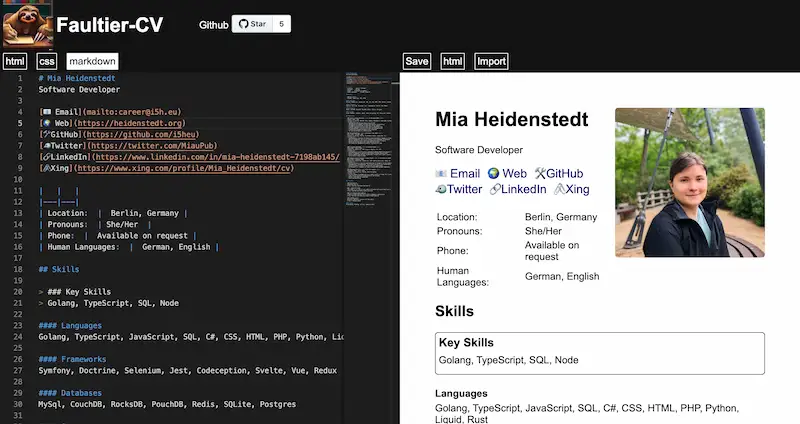 Faultier-CV
Github
Star
5
html
css
markdown
Save
html
Import
1 # Mia Heidenstedt
2 Software Developer
3
4 [📧 Email](mailto:career@i5h.eu)
5 [🌍 Web](https://heidenstedt.org)
6 [🛠GitHub](https://github.com/i5heu)
7 [🐦Twitter](https://twitter.com/MiauPub)
8 [🔗LinkedIn](https://www.linkedin.com/in/mia-heidenstedt-7198ab145/
9 [🖇Xing](https://www.xing.com/profile/Mia_Heidenstedt/cv)
10
11 | | |
12 |---|---|
13 | Location: | Berlin, Germany |
14 | Pronouns: | She/Her |
15 | Phone: | Available on request |
16 | Human Languages: | German, English |
17
18 ## Skills
19
20 > ### Key Skills
21 > Golang, TypeScript, SQL, Node
22
23 #### Languages
24 Golang, TypeScript, JavaScript, SQL, C#, CSS, HTML, PHP, Python, Liq
25
26 #### Frameworks
27 Symfony, Doctrine, Selenium, Jest, Codeception, Svelte, Vue, Redux
28
29 #### Databases
30 MySql, CouchDB, RocksDB, PouchDB, Redis, SQLite, Postgres
31
Mia Heidenstedt
Software Developer
📧 Email 🌍 Web 🛠GitHub
🐦Twitter 🔗LinkedIn 🖇Xing
Location: Berlin, Germany
Pronouns: She/Her
Phone: Available on
request
Human
Languages: German, English
Skills
Key Skills
Golang, TypeScript, SQL, Node
Languages
Golang, TypeScript, JavaScript, SQL, C#, CSS, HTML, PHP, Python,
Liquid, Rust